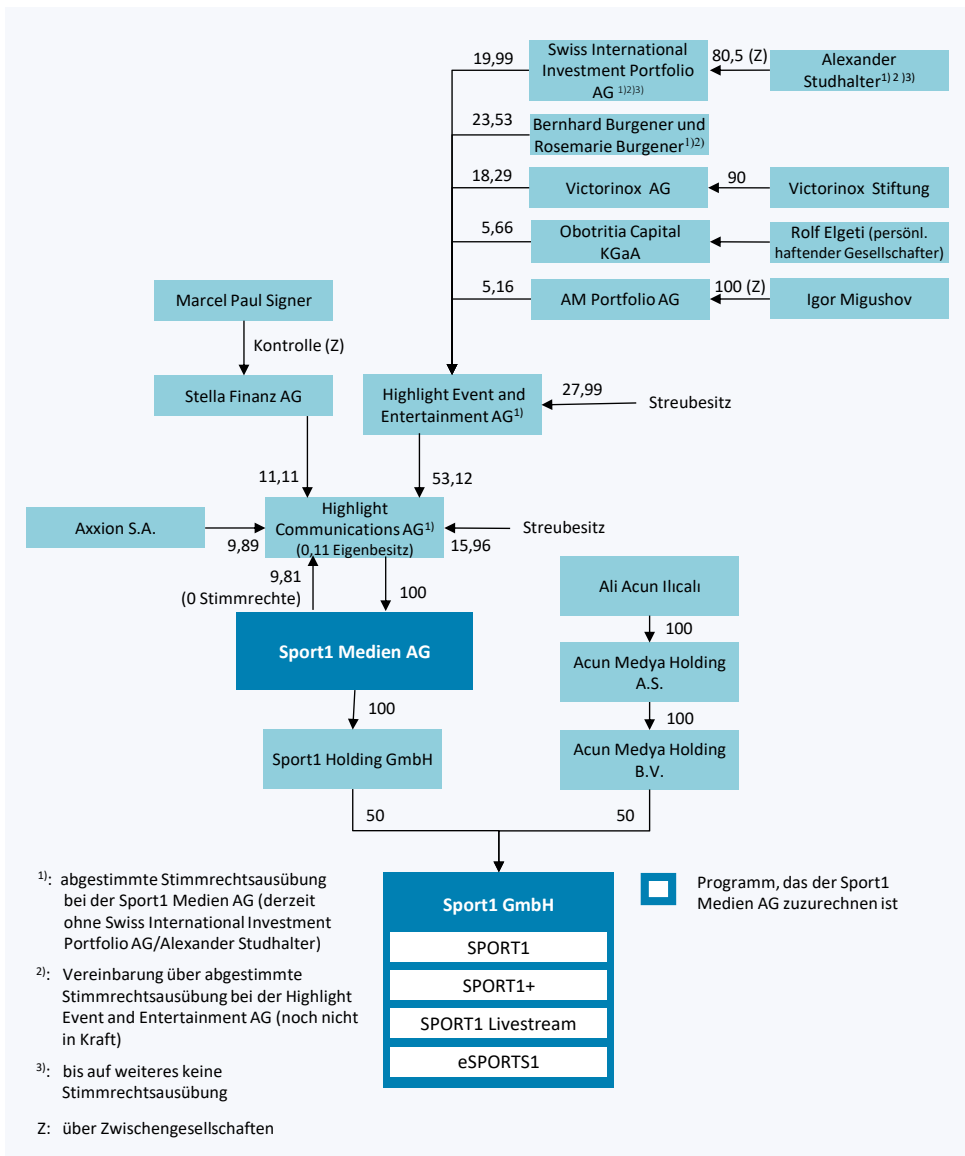 19,99
Swiss International
Investment Portfolio
AG 1)2)3)
80,5 (Z)
Alexander
Studhalter1) 2 )3)
23,53
Bernhard Burgener und
Rosemarie Burgener1)2)
18,29
Victorinox AG
90
Victorinox Stiftung
5,66
Obotritia Capital
KGaA
Rolf Elgeti (persönl.
haftender Gesellschafter)
5,16
AM Portfolio AG
100 (Z)
Igor Migushov
Marcel Paul Signer
Kontrolle (Z)
Stella Finanz AG
Highlight Event and
Entertainment AG1)
27,99
Streubesitz
11,11
53,12
Axxion S.A.
9,89
Highlight
Communications AG1)
(0,11 Eigenbesitz)
15,96
Streubesitz
9,81
(0 Stimmrechte)
100
Ali Acun Ilıcalı
100
Sport1 Medien AG
Acun Medya Holding
A.S.
100
100
Sport1 Holding GmbH
Acun Medya Holding
B.V.
50
50
1): abgestimmte Stimmrechtsausübung
bei der Sport1 Medien AG (derzeit
ohne Swiss International Investment
Portfolio AG/Alexander Studhalter)
2): Vereinbarung über abgestimmte
Stimmrechtsausübung bei der Highlight
Event and Entertainment AG (noch nicht
in Kraft)
3): bis auf weiteres keine
Stimmrechtsausübung
Z: über Zwischengesellschaften
Sport1 GmbH
SPORT1
SPORT1+
SPORT1 Livestream
eSPORTS1
Programm, das der Sport1
Medien AG zuzurechnen ist